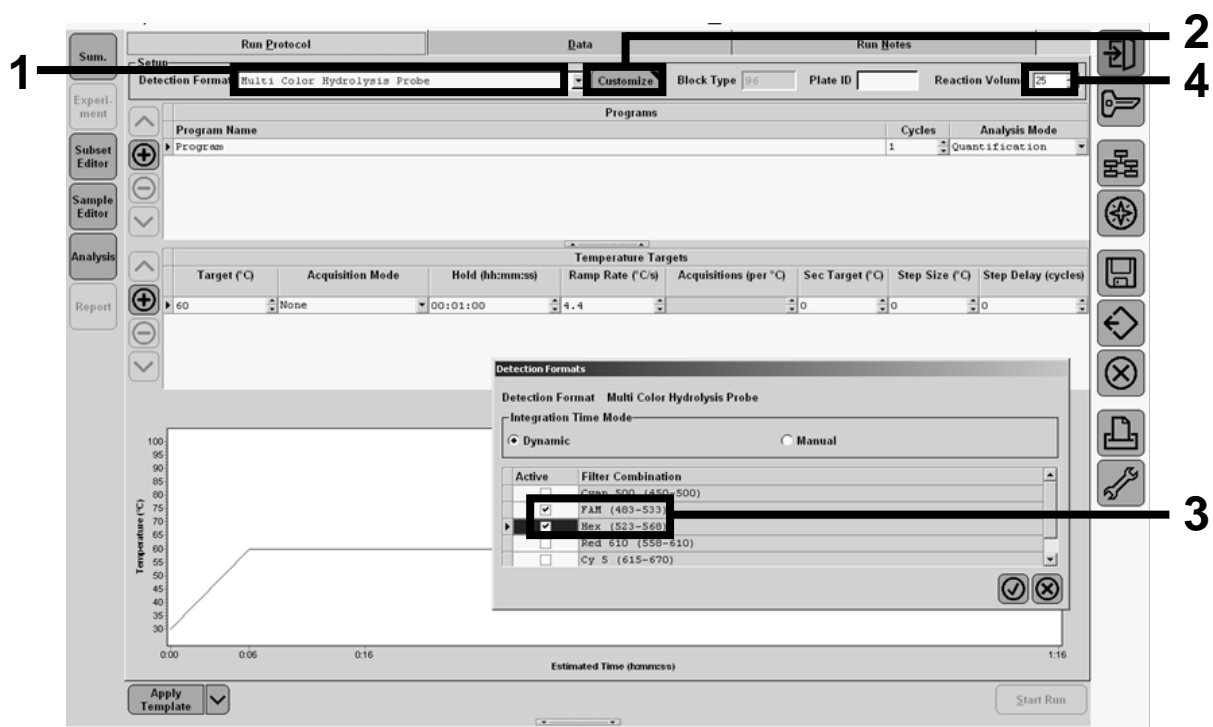 2
1
4
3
Sum.
Experi-
ment
Subset
Editor
Sample
Editor
Analysis
Report
Run Protocol
Data
Run Notes
Setup
Detection Format
Multi Color Hydrolysis Probe
Customize
Block Type 96
Plate ID
Reaction Volume 25
Programs
Program Name Cycles Analysis Mode
Program 1 Quantification
Temperature Targets
Target (°C) Acquisition Mode Hold (hh:mm:ss) Ramp Rate (°C/s) Acquisitions (per °C) Sec Target (°C) Step Size (°C) Step Delay (cycles)
60 None 00:01:00 4.4 0 0 0
Detection Formats
Detection Format Multi Color Hydrolysis Probe
Integration Time Mode
Dynamic Manual
Active Filter Combination
Cyan 500 (450-500)
FAM (483-533)
Hex (523-568)
Red 610 (558-610)
Cy 5 (615-670)
Temperature (°C)
100
95
90
85
80
75
70
65
60
55
50
45
40
35
30
0:00 0:06 0:16 1:16
Estimated Time (h:mm:ss)
Apply
Template
Start Run